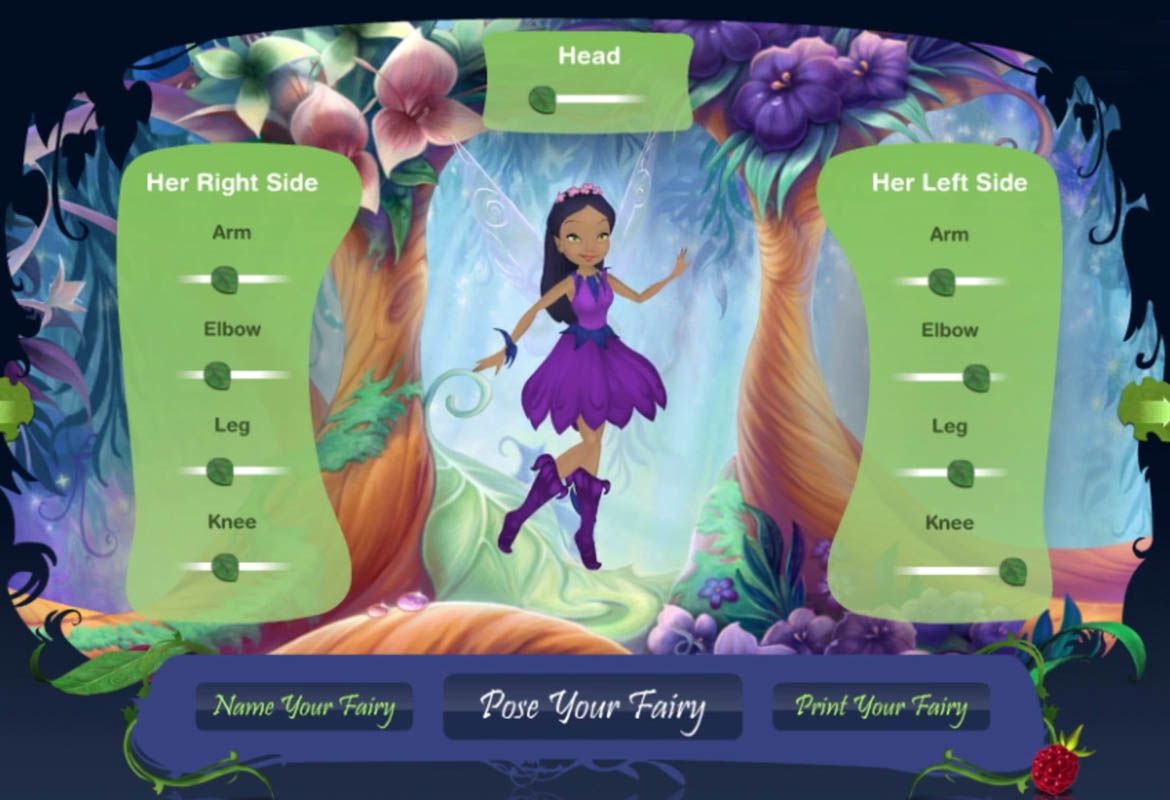 Head
Her Right Side
Arm
Elbow
Leg
Knee
Her Left Side
Arm
Elbow
Leg
Knee
Name Your Fairy
Pose Your Fairy
Print Your Fairy